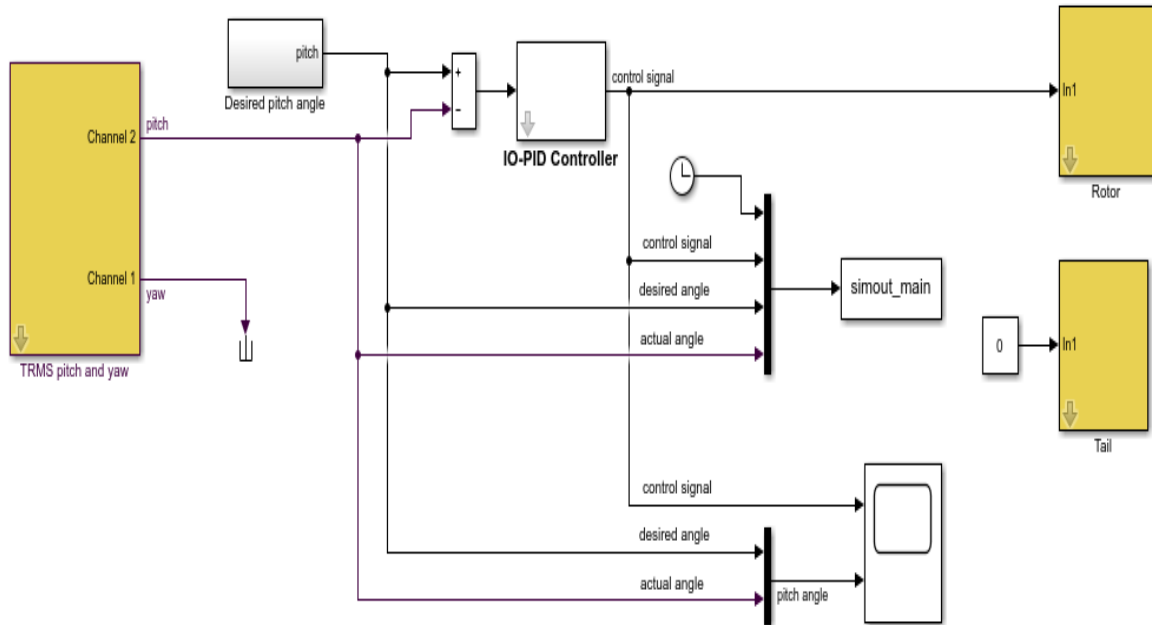 pitch
Desired pitch angle
+
−
IO-PID Controller
control signal
In1
Rotor
Channel 2
pitch
Channel 1
yaw
TRMS pitch and yaw
control signal
desired angle
actual angle
simout_main
0
In1
Tail
control signal
desired angle
actual angle
pitch angle